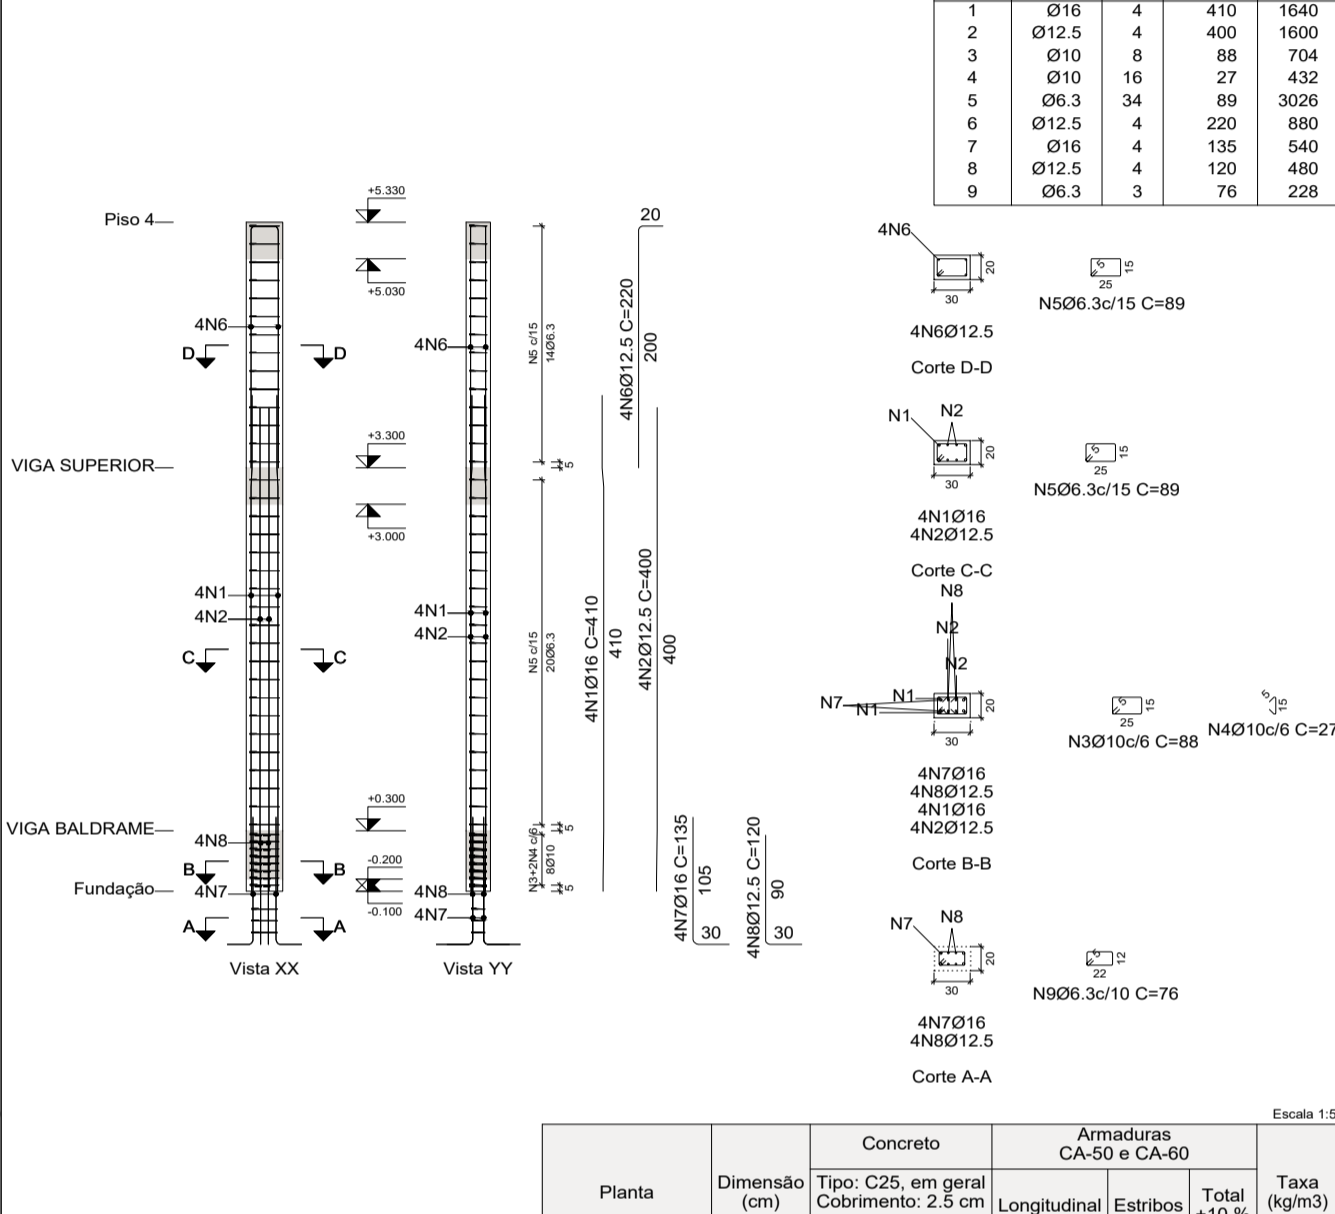 1 Ø16 4 410 1640
2 Ø12.5 4 400 1600
3 Ø10 8 88 704
4 Ø10 16 27 432
5 Ø6.3 34 89 3026
6 Ø12.5 4 220 880
7 Ø16 4 135 540
8 Ø12.5 4 120 480
9 Ø6.3 3 76 228
Piso 4
VIGA SUPERIOR
VIGA BALDRAME
Fundação
4N6
D D
4N1
4N2
C C
4N8
B B
4N7
A A
Vista XX
+5.330
+5.030
+3.300
+3.000
+0.300
-0.200
-0.100
4N6
4N1
4N2
4N8
4N7
Vista YY
N5 c/15
14Ø6.3
5
N5 c/15
20Ø6.3
5
N3+2N4 c/6
8Ø10
5
20
4N6Ø12.5 C=220
200
4N1Ø16 C=410
410
4N2Ø12.5 C=400
400
4N7Ø16 C=135
105
30
4N8Ø12.5 C=120
90
30
4N6
20
30
4N6Ø12.5
Corte D-D
5
15
25
N5Ø6.3c/15 C=89
N1 N2
20
30
4N1Ø16
4N2Ø12.5
Corte C-C
5
15
25
N5Ø6.3c/15 C=89
N8
N2
N2
N7 N1
N1
20
30
4N7Ø16
4N8Ø12.5
4N1Ø16
4N2Ø12.5
Corte B-B
5
15
25
N3Ø10c/6 C=88
5
15
N4Ø10c/6 C=27
N7 N8
20
30
4N7Ø16
4N8Ø12.5
Corte A-A
5
12
22
N9Ø6.3c/10 C=76
Escala 1:5
Planta
Dimensão
(cm)
Concreto
Tipo: C25, em geral
Cobrimento: 2.5 cm
Armaduras
CA-50 e CA-60
Longitudinal
Estribos
Total
+10 %
Taxa
(kg/m3)